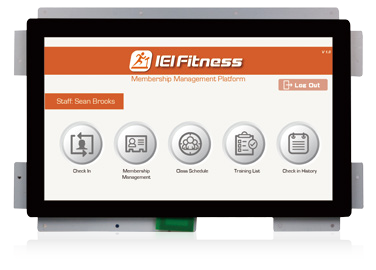 V 1.0
IEI Fitness
Membership Management Platform
Log Out
Staff: Sean Brooks
Check In
Membership Management
Class Schedule
Training List
Check in History